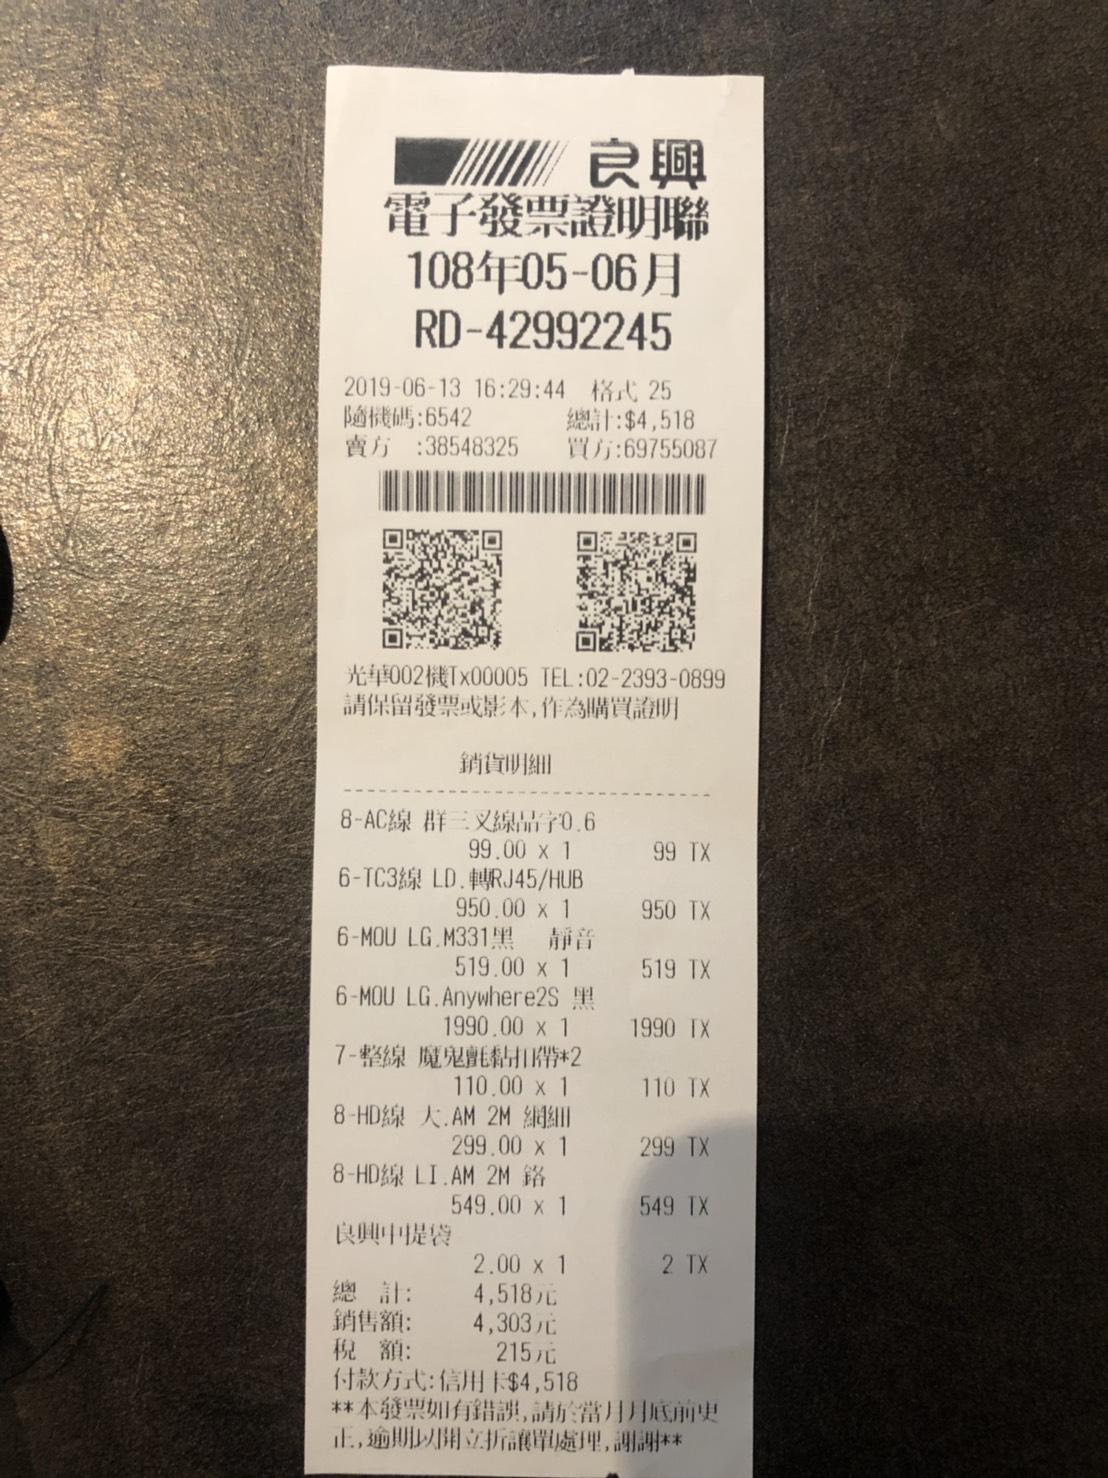 良興
電子發票證明聯
108年05-06月
RD-42992245
2019-06-13 16:29:44 格式 25
隨機碼:6542 總計:$4,518
賣方 :38548325 買方:69755087
光華002機Tx00005 TEL:02-2393-0899
請保留發票或影本,作為購買證明
銷貨明細
8-AC線 群三叉線品字0.6
99.00 x 1 99 TX
6-TC3線 LD.轉RJ45/HUB
950.00 x 1 950 TX
6-MOU LG.M331黑 靜音
519.00 x 1 519 TX
6-MOU LG.Anywhere2S 黑
1990.00 x 1 1990 TX
7-整線 魔鬼氈黏扣帶*2
110.00 x 1 110 TX
8-HD線 大.AM 2M 網細
299.00 x 1 299 TX
8-HD線 LI.AM 2M 鉻
549.00 x 1 549 TX
良興中提袋
2.00 x 1 2 TX
總 計: 4,518元
銷售額: 4,303元
稅 額: 215元
付款方式:信用卡$4,518
**本發票如有錯誤,請於當月月底前更
正,逾期以開立折讓單處理,謝謝**